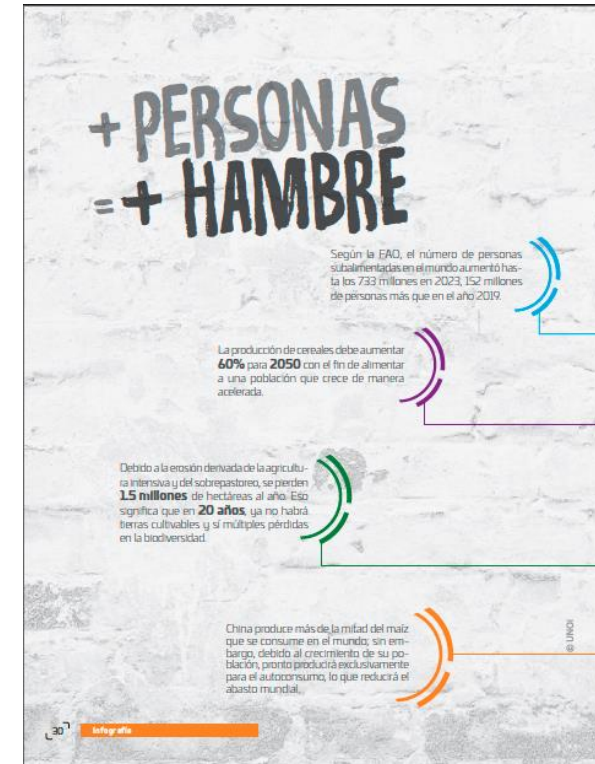 + PERSONAS
= + HAMBRE
Según la FAO, el número de personas
subalimentadas en el mundo aumentó has-
ta los 733 millones en 2023, 152 millones
de personas más que en el año 2019.
La producción de cereales debe aumentar
60% para 2050 con el fin de alimentar
a una población que crece de manera
acelerada.
Debido a la erosión derivada de la agricultu-
ra intensiva y del sobrepastoreo, se pierden
1.5 millones de hectáreas al año. Eso
significa que en 20 años, ya no habrá
tierras cultivables y sí múltiples pérdidas
en la biodiversidad.
China produce más de la mitad del maíz
que se consume en el mundo; sin em-
bargo, debido al crecimiento de su po-
blación, pronto producirá exclusivamente
para el autoconsumo, lo que reducirá el
abasto mundial.
© UNOI
30
Infografía